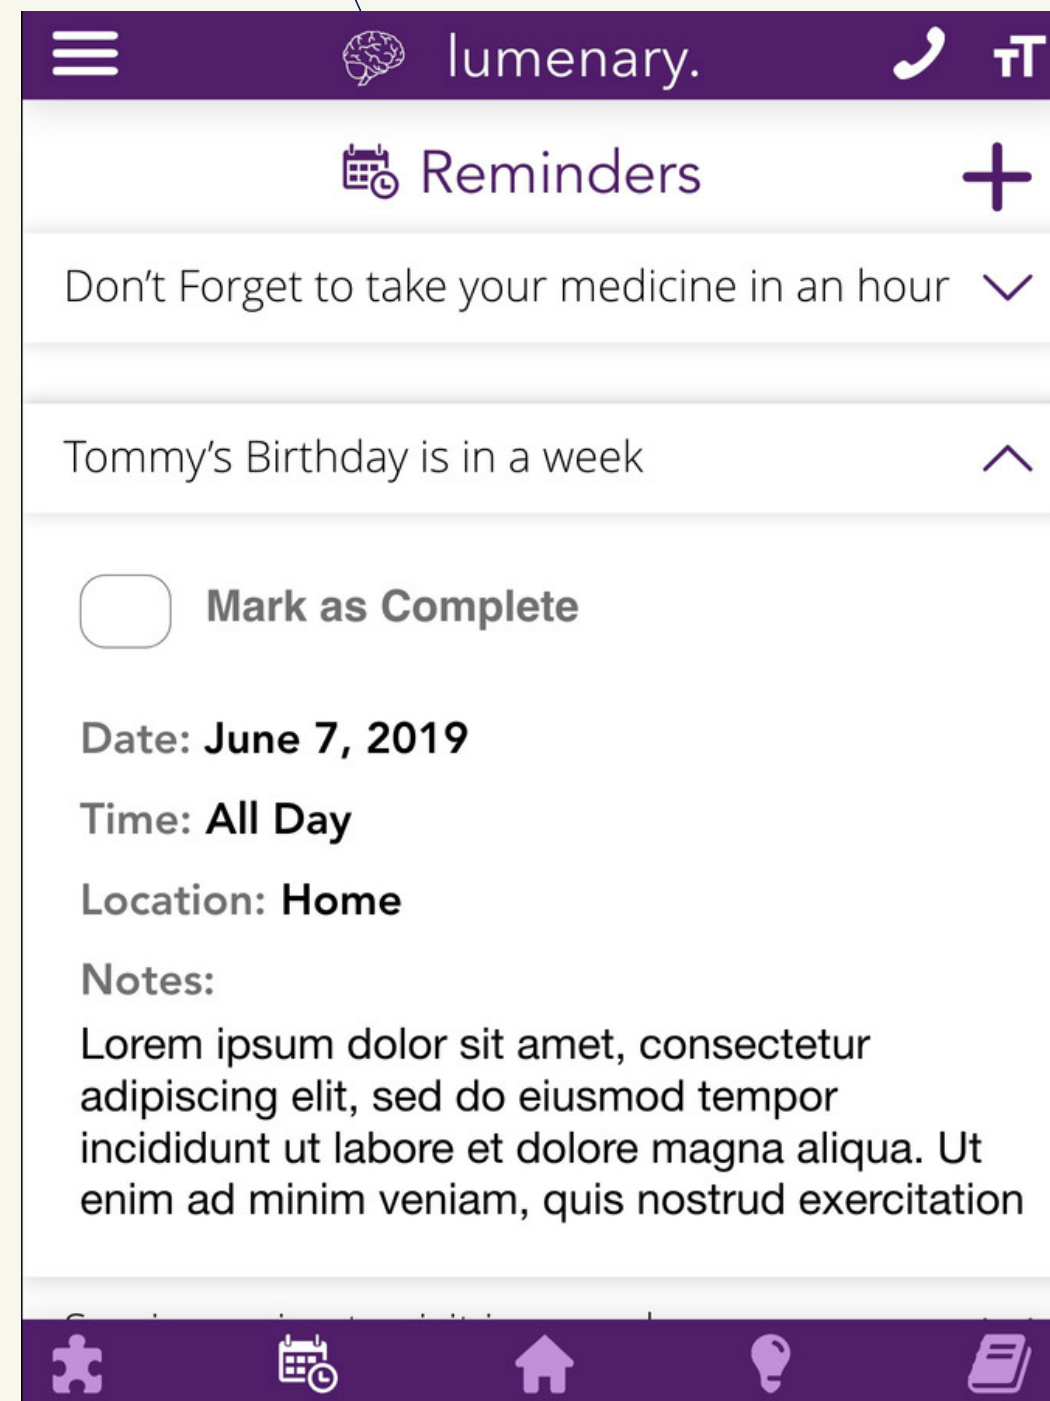 lumenary.
TT
Reminders
Don't Forget to take your medicine in an hour
Tommy's Birthday is in a week
Mark as Complete
Date: June 7, 2019
Time: All Day
Location: Home
Notes:
Lorem ipsum dolor sit amet, consectetur
adipiscing elit, sed do eiusmod tempor
incididunt ut labore et dolore magna aliqua. Ut
enim ad minim veniam, quis nostrud exercitation